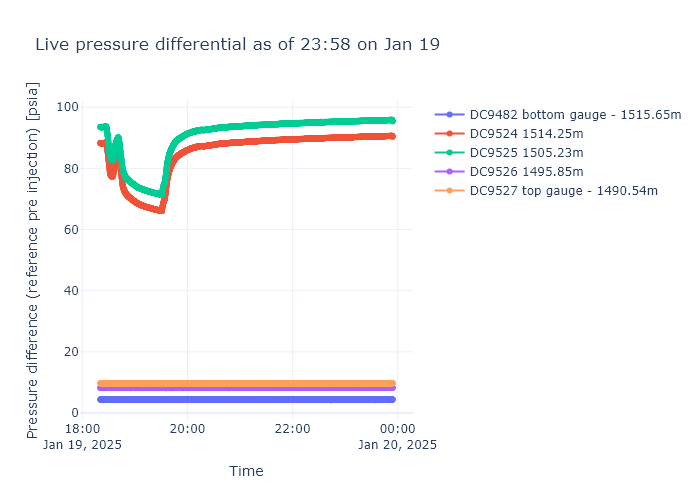 Live pressure differential as of 23:58 on Jan 19
Pressure difference (reference pre injection) [psia]
100
80
60
40
20
0
18:00
Jan 19, 2025
20:00
22:00
00:00
Jan 20, 2025
Time
DC9482 bottom gauge - 1515.65m
DC9524 1514.25m
DC9525 1505.23m
DC9526 1495.85m
DC9527 top gauge - 1490.54m